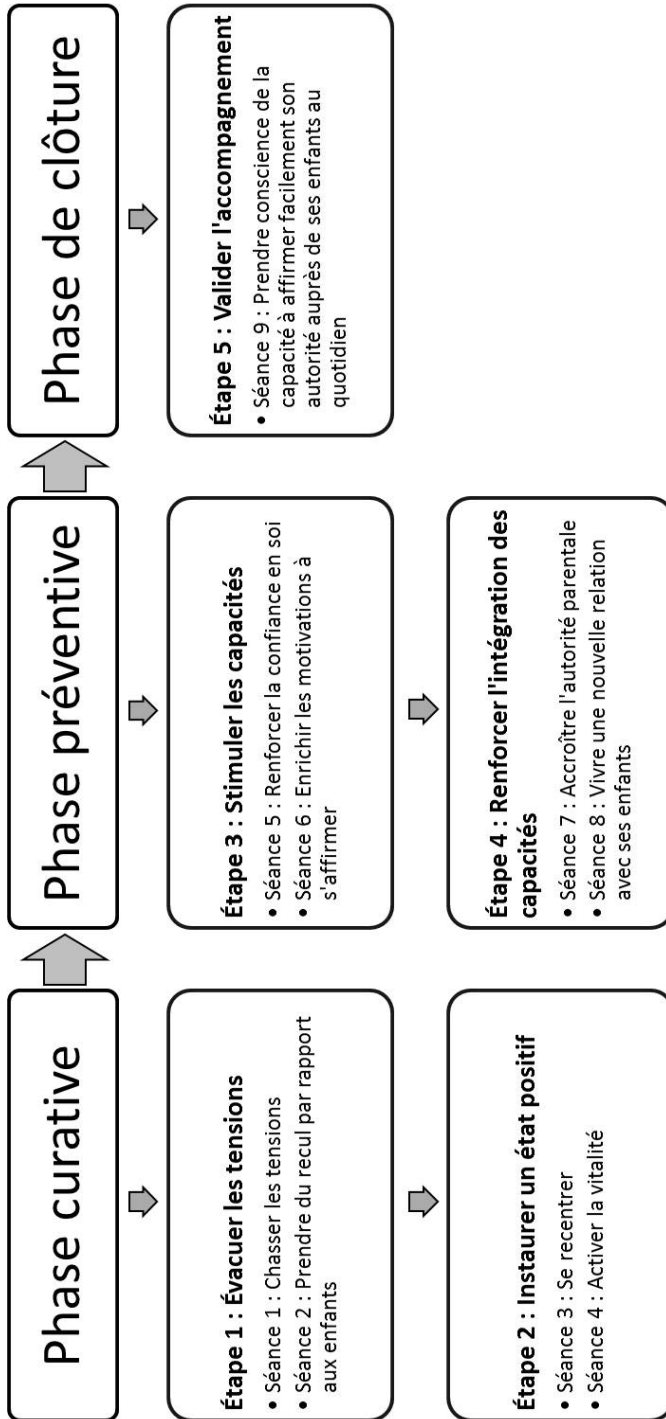 Phase curative
Étape 1 : Évacuer les tensions
• Séance 1 : Chasser les tensions
• Séance 2 : Prendre du recul par rapport
aux enfants
Étape 2 : Instaurer un état positif
• Séance 3 : Se recentrer
• Séance 4 : Activer la vitalité
Phase préventive
Étape 3 : Stimuler les capacités
• Séance 5 : Renforcer la confiance en soi
• Séance 6 : Enrichir les motivations à
s'affirmer
Étape 4 : Renforcer l'intégration des
capacités
• Séance 7 : Accroître l'autorité parentale
• Séance 8 : Vivre une nouvelle relation
avec ses enfants
Phase de clôture
Étape 5 : Valider l'accompagnement
• Séance 9 : Prendre conscience de la
capacité à affirmer facilement son
autorité auprès de ses enfants au
quotidien